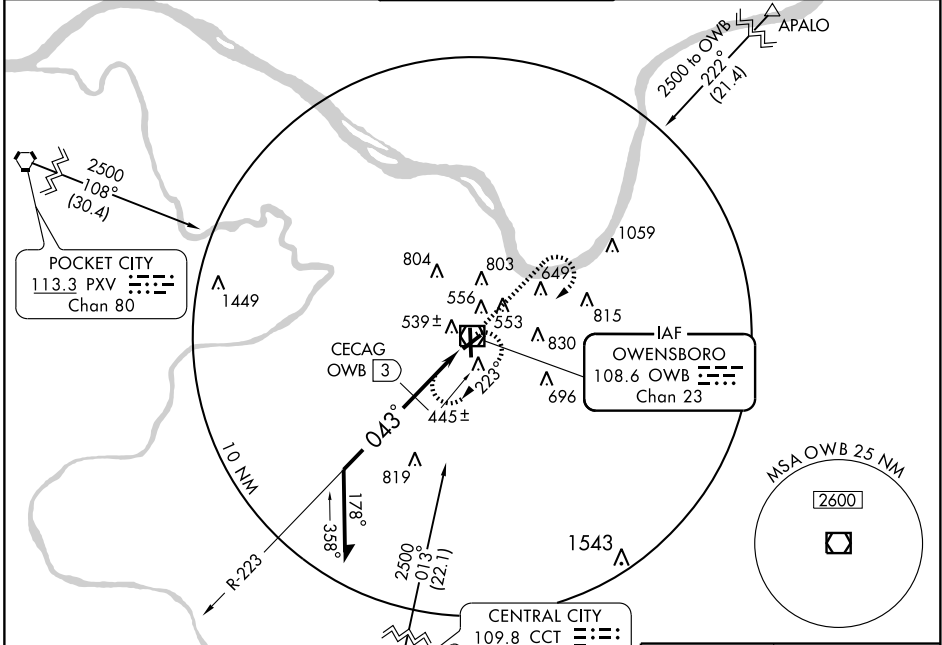 2500 to OWB
222°
(21.4)
APALO
2500
108°
(30.4)
POCKET CITY
113.3 PXV
Chan 80
1449
804
803
1059
649
556
553
815
539±
830
CECAG
OWB 3
IAF
OWENSBORO
108.6 OWB
Chan 23
223°
445±
696
043°
10 NM
819
178°
358°
R-223
2500
013°
(22.1)
1543
MSA OWB 25 NM
2600
CENTRAL CITY
109.8 CCT